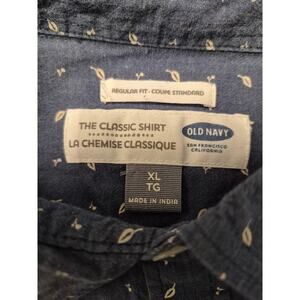 REGULAR FIT • COUPE STANDARD
THE CLASSIC SHIRT
LA CHEMISE CLASSIQUE
OLD NAVY
SAN FRANCISCO
CALIFORNIA
XL
TG
MADE IN INDIA